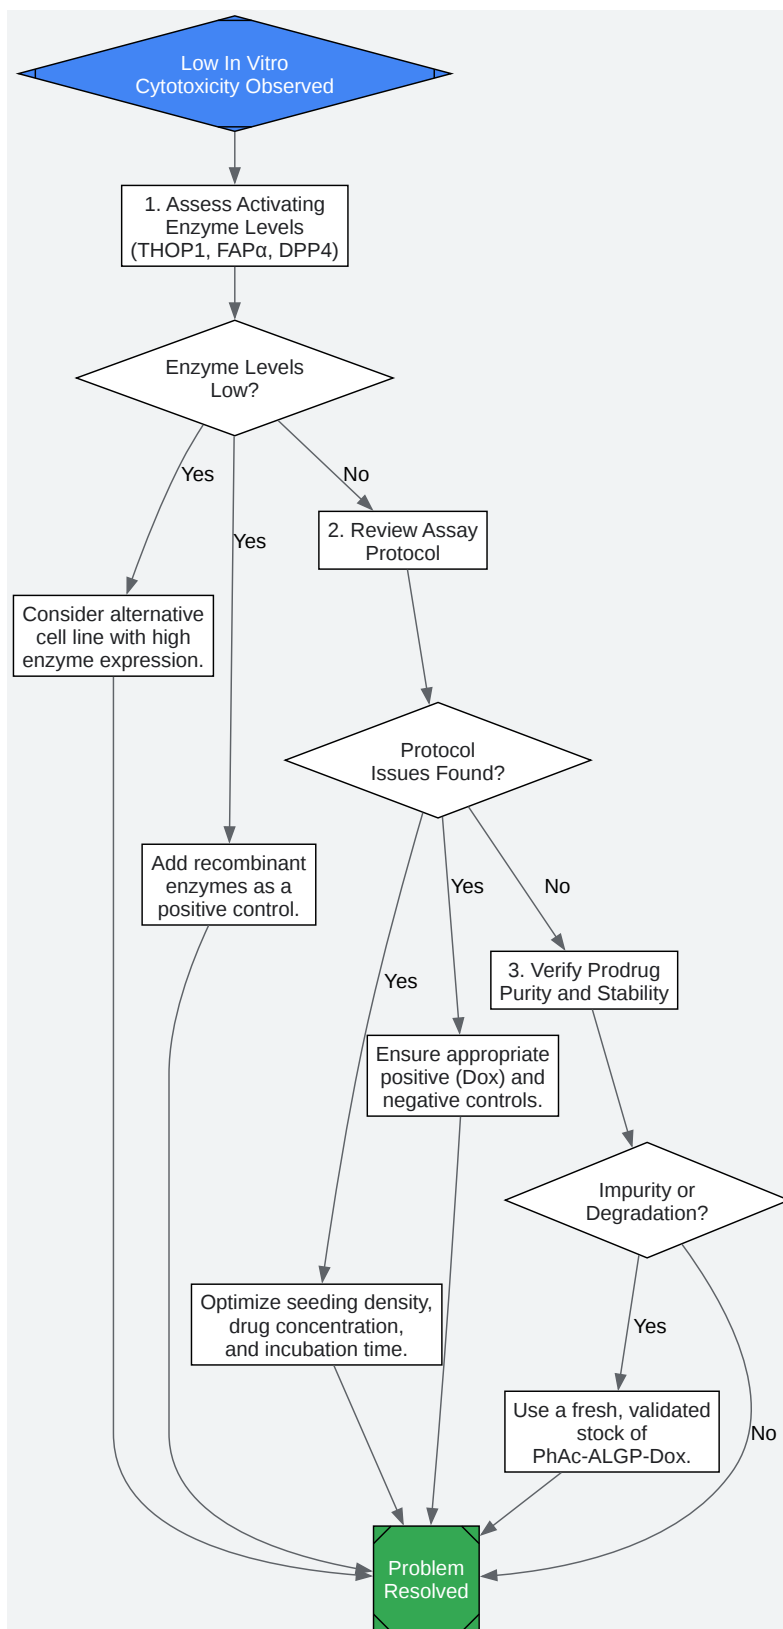 Low In Vitro
Cytotoxicity Observed
1. Assess Activating
Enzyme Levels
(THOP1, FAPα, DPP4)
Enzyme Levels
Low?
Yes
No
Yes
2. Review Assay
Protocol
Consider alternative
cell line with high
enzyme expression.
Protocol
Issues Found?
Add recombinant
enzymes as a
positive control.
Yes
No
Yes
3. Verify Prodrug
Purity and Stability
Ensure appropriate
positive (Dox) and
negative controls.
Impurity or
Degradation?
Optimize seeding density,
drug concentration,
and incubation time.
Yes
Use a fresh, validated
stock of
PhAc-ALGP-Dox.
No
Problem
Resolved